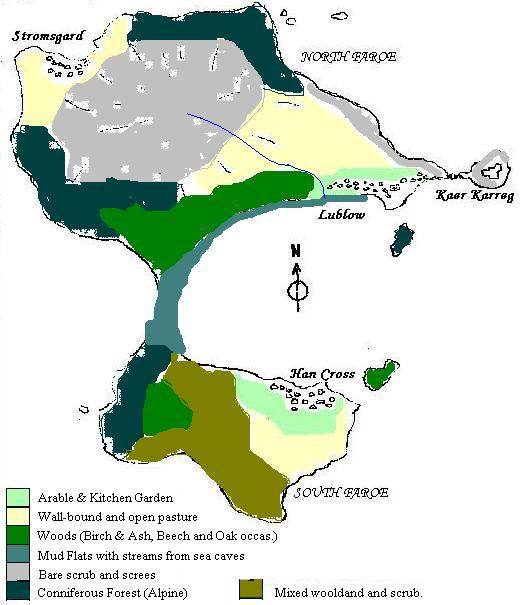 Stromsgard
NORTH FAROE
Kaer Karreg
Lublow
N
Han Cross
SOUTH FAROE
Arable & Kitchen Garden
Wall-bound and open pasture
Woods (Birch & Ash, Beech and Oak occas.)
Mud Flats with streams from sea caves
Bare scrub and screes
Conniferous Forest (Alpine)
Mixed wooldand and scrub.